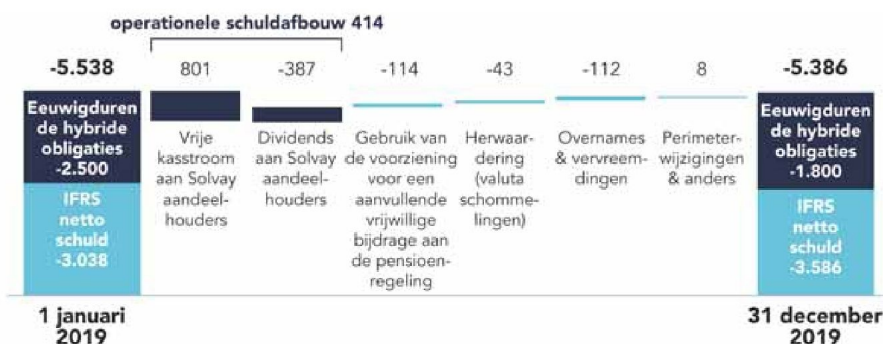 operationele schuldafbouw 414
-5.538
801
-387
-114
-43
-112
8
-5.386
Eeuwigduren
de hybride
obligaties
-2.500
IFRS
netto
schuld
-3.038
Vrije
kasstroom
aan Solvay
aandeel-
houders
Dividends
aan Solvay
aandeel-
houders
Gebruik van
de voorziening
voor een
aanvullende
vrijwillige
bijdrage aan
de pensioen-
regeling
Herwaar-
dering
(valuta
schomme-
lingen)
Overnames
& vervreem-
dingen
Perimeter-
wijzigingen
& anders
Eeuwigduren
de hybride
obligaties
-1.800
IFRS
netto
schuld
-3.586
1 januari
2019
31 december
2019